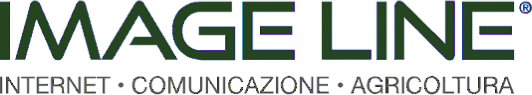 IMAGE LINE®
INTERNET • COMUNICAZIONE • AGRICOLTURA